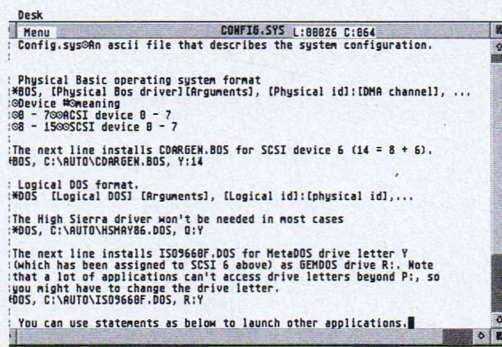 Desk
Menu CONFIG.SYS L:00026 C:064
; Config.sys◎An ascii file that describes the system configuration.
; Physical Basic operating system format
;*BOS, [Physical Bos driver][Arguments], [Physical id]:[DMA channel], ...
;◎Device #◎meaning
;◎0 - 7◎◎ACSI device 0 - 7
;◎8 - 15◎◎SCSI device 0 - 7
;The next line installs CDARGEN.BOS for SCSI device 6 (14 = 8 + 6).
*BOS, C:\AUTO\CDARGEN.BOS, Y:14
; Logical DOS format.
;*DOS [Logical DOS] [Arguments], [Logical id]:[physical id],...
;The High Sierra driver won't be needed in most cases
;*DOS, C:\AUTO\HSMAY86.DOS, Q:Y
;The next line installs ISO9660F.DOS for MetaDOS drive letter Y
;(which has been assigned to SCSI 6 above) as GEMDOS drive letter R:. Note
;that a lot of applications can't access drive letters beyond P:, so
;you might have to change the drive letter.
*DOS, C:\AUTO\ISO9660F.DOS, R:Y
; You can use statements as below to launch other applications.